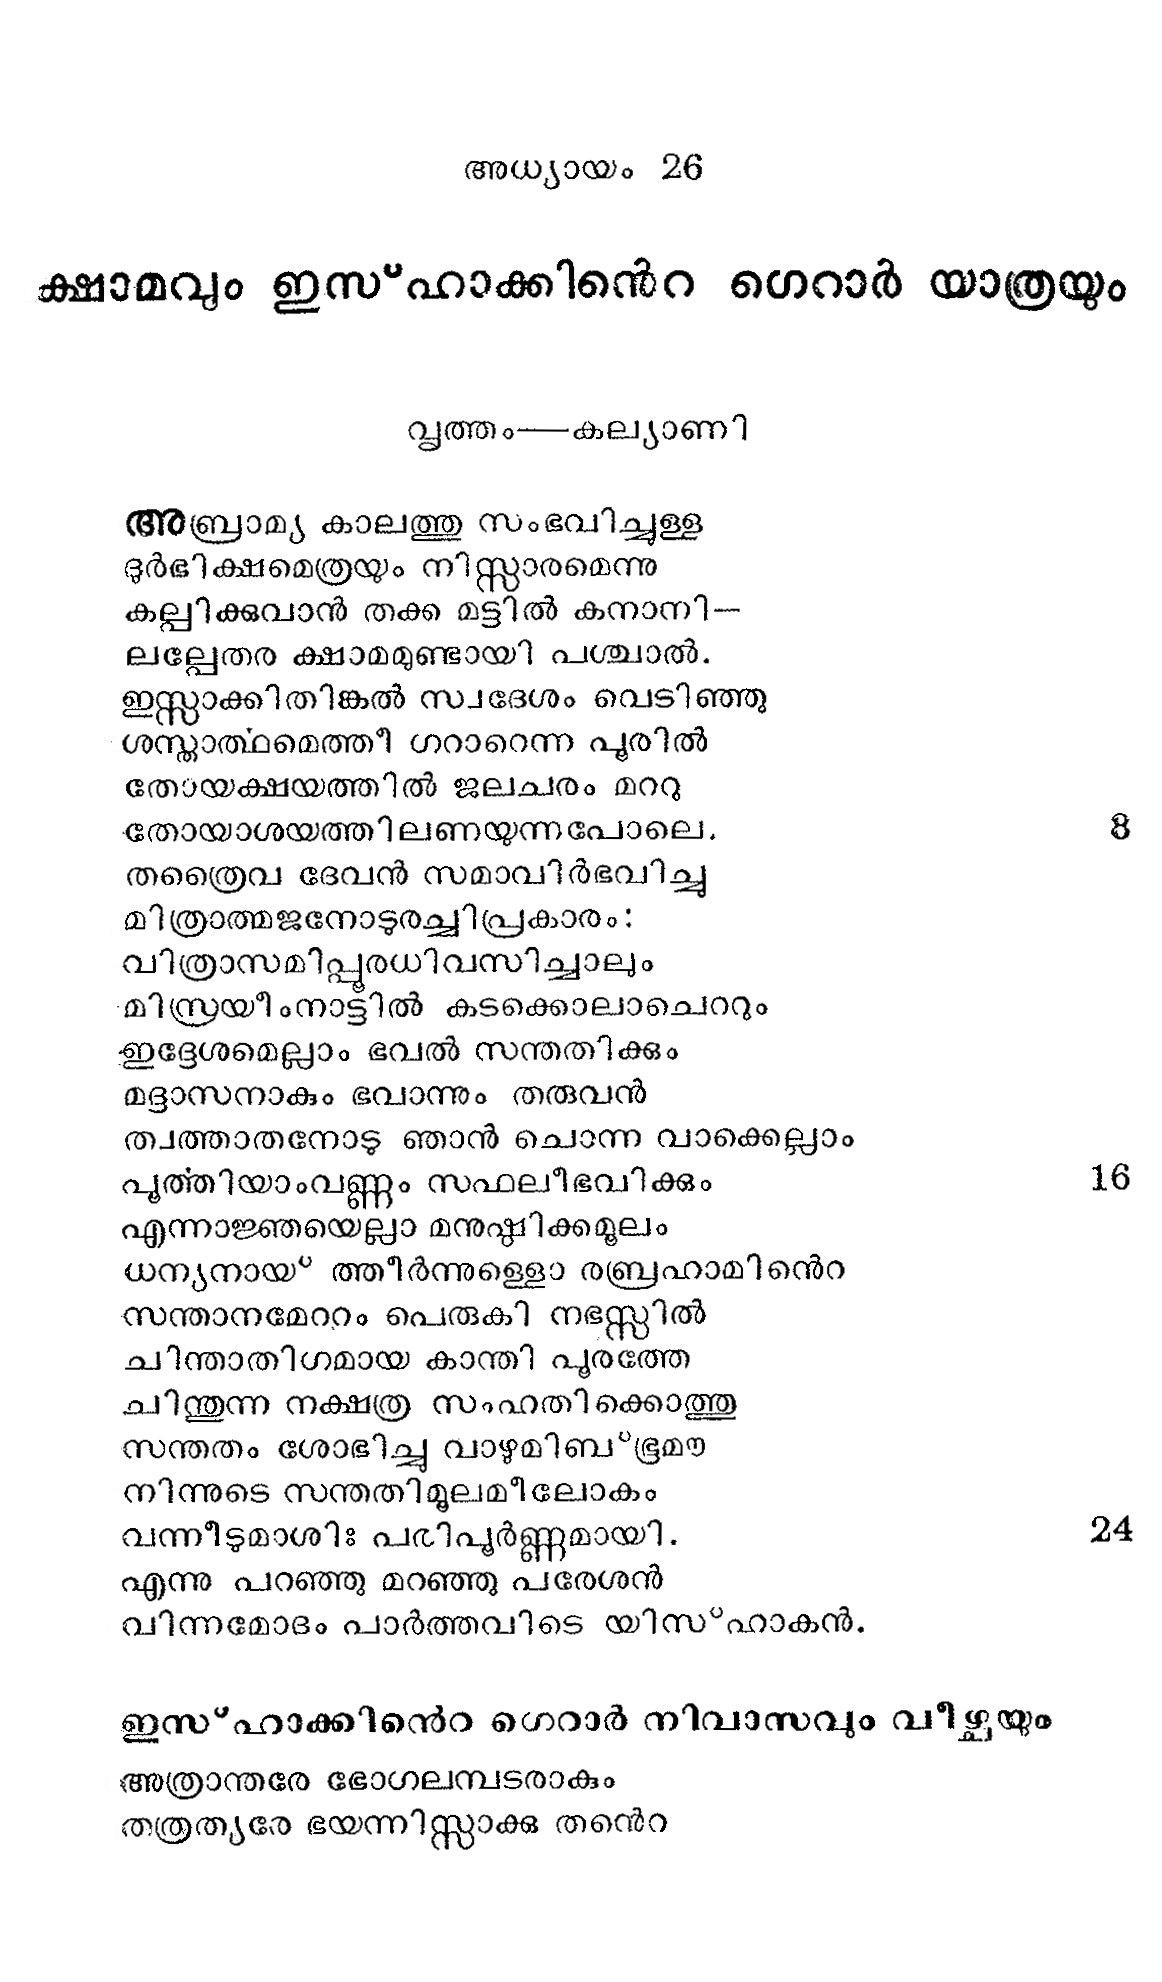 അധ്യായം 26
ക്ഷാമവും ഇസ്ഹാക്കിൻെറ ഗെറാർ യാത്രയും
വൃത്തം—കല്യാണി
അബ്രാമ്യ കാലത്തു സംഭവിച്ചുള്ള
ദുർഭിക്ഷമെത്രയും നിസ്സാരമെന്നു
കല്പിക്കുവാൻ തക്ക മട്ടിൽ കനാനി—
ലല്പേതര ക്ഷാമമുണ്ടായി പശ്ചാൽ.
ഇസ്സാക്കിതിങ്കൽ സ്വദേശം വെടിഞ്ഞു
ശസ്താൎത്ഥമെത്തീ ഗറാറെന്ന പൂരിൽ
തോയക്ഷയത്തിൽ ജലചരം മററു
തോയാശയത്തിലണയുന്നപോലെ. 8
തത്രൈവ ദേവൻ സമാവിർഭവിച്ചു
മിത്രാത്മജനോടുരച്ചിപ്രകാരം:
വിത്രാസമിപ്പൂരധിവസിച്ചാലും
മിസ്രയീംനാട്ടിൽ കടക്കൊലാചെററും
ഇദ്ദേശമെല്ലാം ഭവൽ സന്തതിക്കും
മദ്ദാസനാകും ഭവാന്നും തരുവൻ
ത്വത്താതനോടു ഞാൻ ചൊന്ന വാക്കെല്ലാം
പൂൎത്തിയാംവണ്ണം സഫലീഭവിക്കും 16
എന്നാജ്ഞയെല്ലാ മനുഷ്ഠിക്കമൂലം
ധന്യനായ് ത്തീർന്നുള്ളൊ രബ്രഹാമിൻെറ
സന്താനമേററം പെരുകി നഭസ്സിൽ
ചിന്താതിഗമായ കാന്തി പൂരത്തേ
ചിന്തുന്ന നക്ഷത്ര സംഹതിക്കൊത്തു
സന്തതം ശോഭിച്ചു വാഴുമിബ്ഭൂമൗ
നിന്നുടെ സന്തതിമൂലമീലോകം
വന്നീടുമാശിഃ പരിപൂർണ്ണമായി. 24
എന്നു പറഞ്ഞു മറഞ്ഞു പരേശൻ
വിന്നമോദം പാർത്തവിടെ യിസ്ഹാകൻ.
ഇസ്ഹാക്കിൻെറ ഗെറാർ നിവാസവും വീഴ്ചയും
അത്രാന്തരേ ഭോഗലമ്പടരാകും
തത്രത്യരേ ഭയന്നിസ്സാക്കു തൻെറ